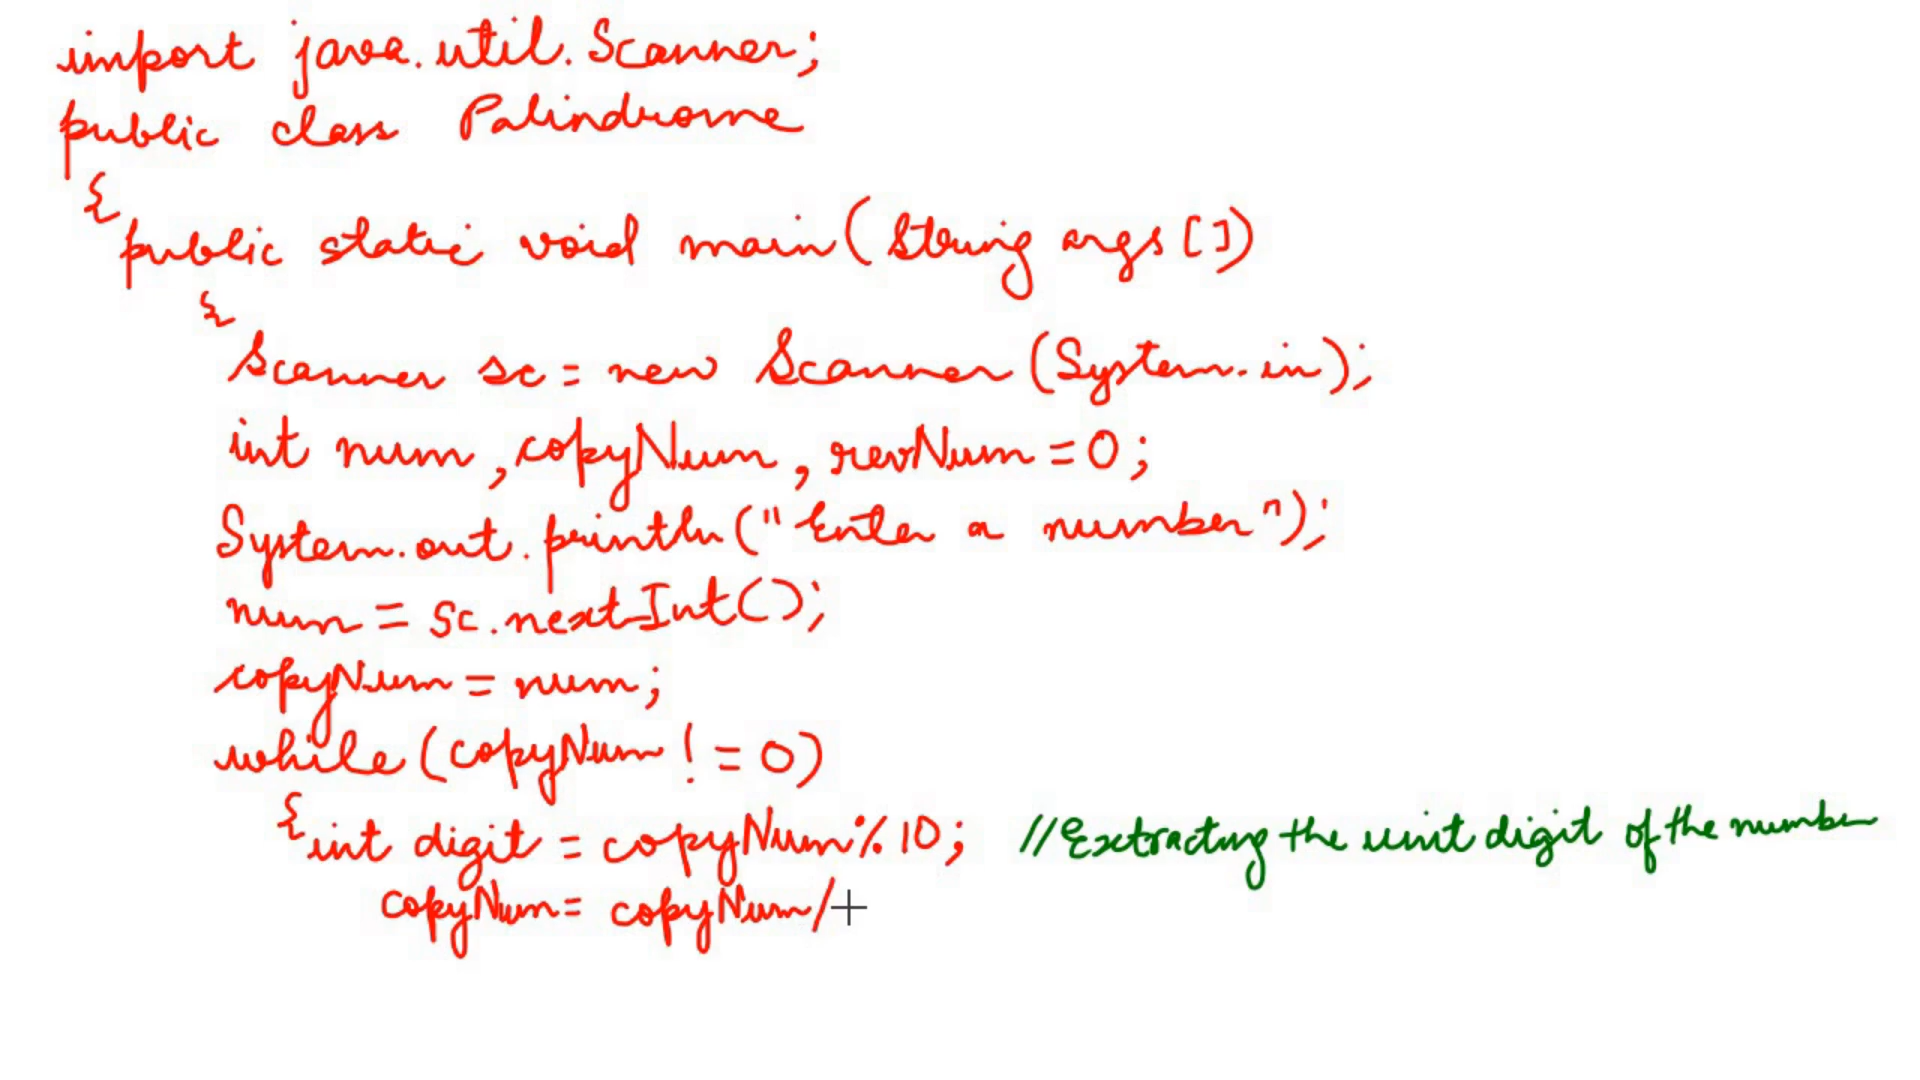 import java.util.Scanner;
public class Palindrome
{
public static void main(String args[])
{
Scanner sc = new Scanner(System.in);
int num, copyNum, revNum = 0;
System.out.println("Enter a number");
num = sc.nextInt();
copyNum = num;
while (copyNum != 0)
{int digit = copyNum % 10; //Extracting the unit digit of the number
copyNum = copyNum /